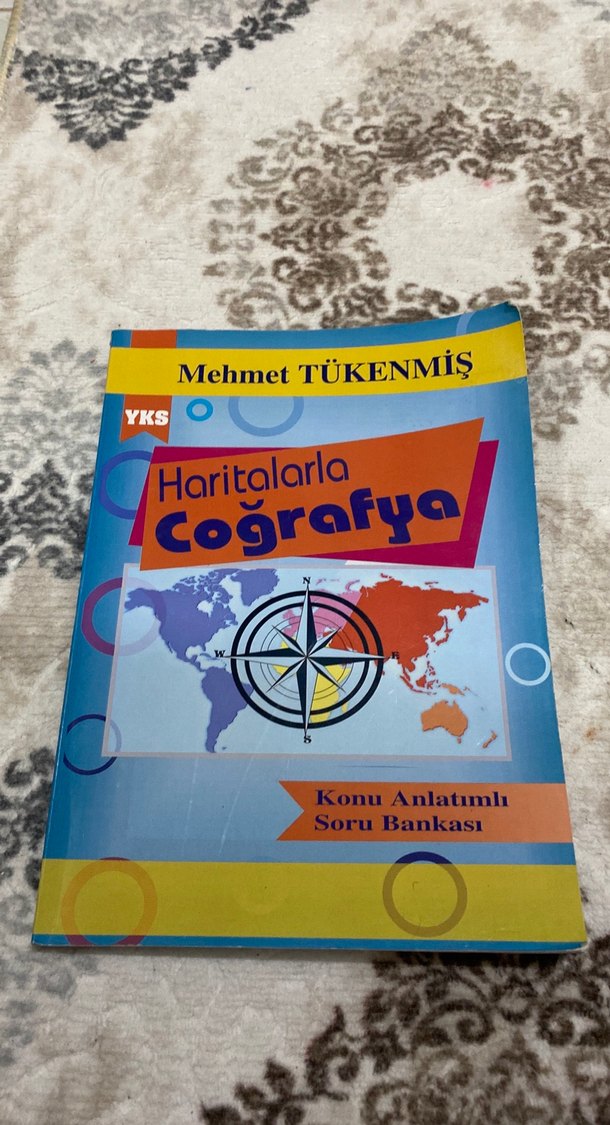 Mehmet TÜKENMİŞ
YKS
Haritalarla
Coğrafya
N
W
E
S
Konu Anlatımlı
Soru Bankası